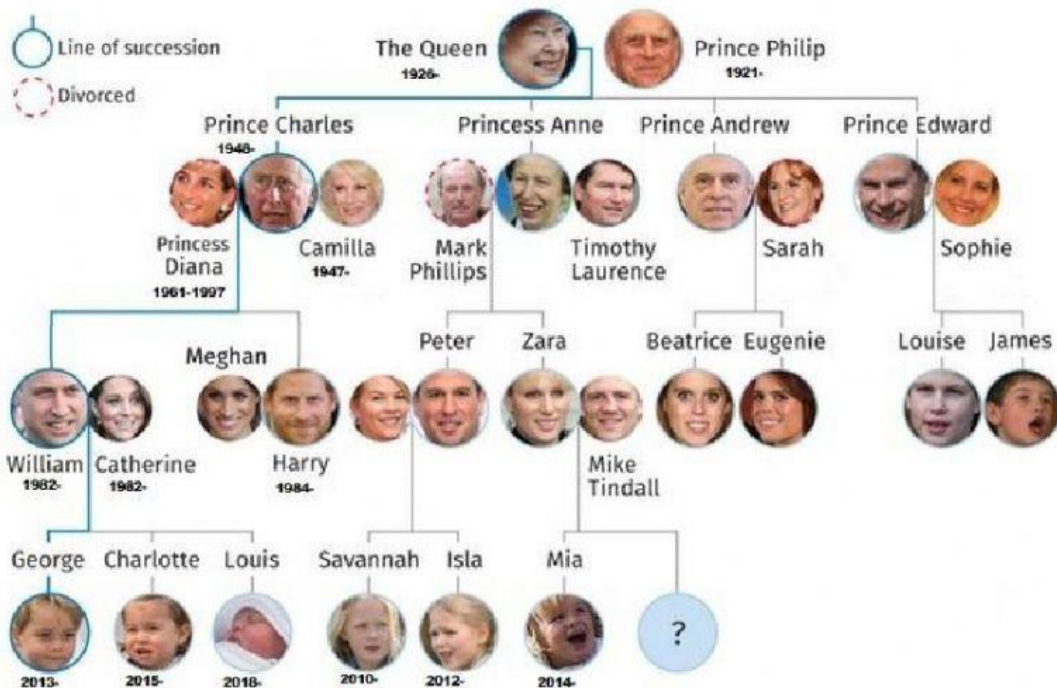 Line of succession
Divorced
The Queen
1926-
Prince Philip
1921-
Prince Charles
1948-
Princess Anne
Prince Andrew
Prince Edward
Princess
Diana
1961-1997
Camilla
1947-
Mark
Phillips
Timothy
Laurence
Sarah
Sophie
Meghan
Peter
Zara
Beatrice
Eugenie
Louise
James
William
1982-
Catherine
1982-
Harry
1984-
Mike
Tindall
George
Charlotte
Louis
Savannah
Isla
Mia
?
2013-
2015-
2018-
2010-
2012-
2014-